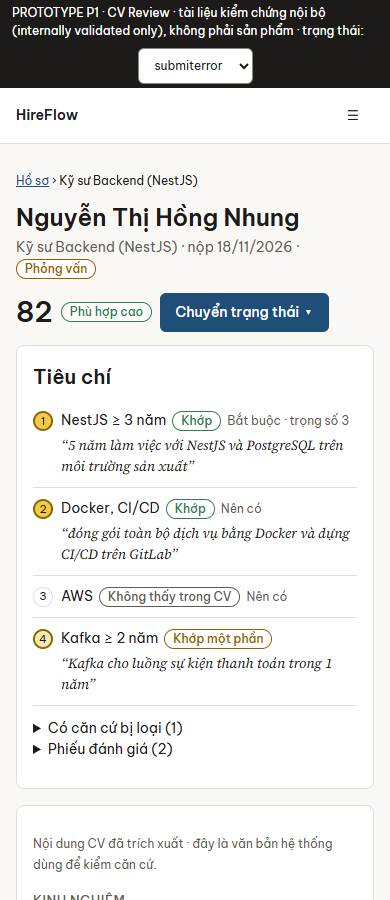 PROTOTYPE P1 · CV Review · tài liệu kiểm chứng nội bộ
(internally validated only), không phải sản phẩm · trạng thái:
submiterror
HireFlow
☰
Hồ sơ › Kỹ sư Backend (NestJS)
Nguyễn Thị Hồng Nhung
Kỹ sư Backend (NestJS) · nộp 18/11/2026 ·
Phỏng vấn
82 Phù hợp cao Chuyển trạng thái ▾
Tiêu chí
1 NestJS ≥ 3 năm Khớp Bắt buộc · trọng số 3
“5 năm làm việc với NestJS và PostgreSQL trên
môi trường sản xuất”
2 Docker, CI/CD Khớp Nên có
“đóng gói toàn bộ dịch vụ bằng Docker và dựng
CI/CD trên GitLab”
3 AWS Không thấy trong CV Nên có
4 Kafka ≥ 2 năm Khớp một phần
“Kafka cho luồng sự kiện thanh toán trong 1
năm”
▶ Có căn cứ bị loại (1)
▶ Phiếu đánh giá (2)
Nội dung CV đã trích xuất · đây là văn bản hệ thống
dùng để kiểm căn cứ.
KINH NGHIỆM